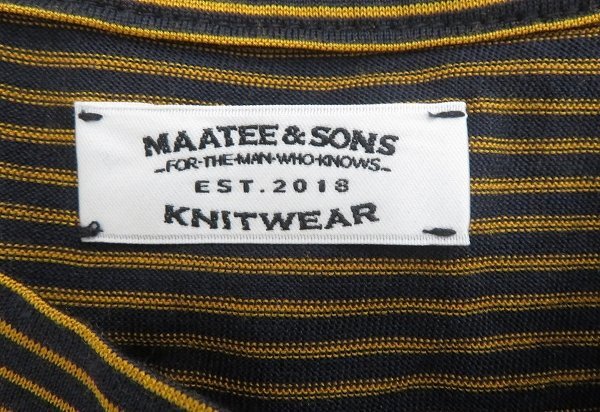 MAATEE & SONS
-FOR-THE-MAN-WHO-KNOWS-
EST.2018
KNITWEAR